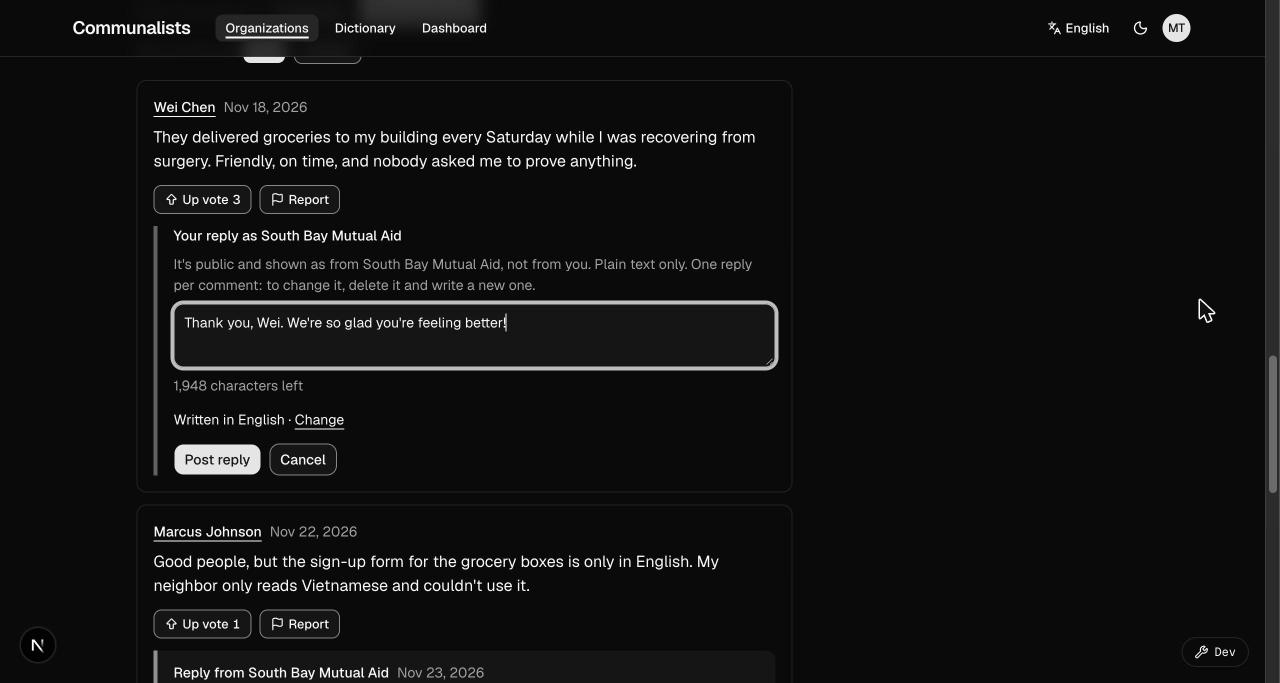 Communalists
Organizations
Dictionary
Dashboard
English
MT
Wei Chen Nov 18, 2026
They delivered groceries to my building every Saturday while I was recovering from
surgery. Friendly, on time, and nobody asked me to prove anything.
Up vote 3
Report
Your reply as South Bay Mutual Aid
It's public and shown as from South Bay Mutual Aid, not from you. Plain text only. One reply
per comment: to change it, delete it and write a new one.
Thank you, Wei. We're so glad you're feeling better!
1,948 characters left
Written in English · Change
Post reply
Cancel
Marcus Johnson Nov 22, 2026
Good people, but the sign-up form for the grocery boxes is only in English. My
neighbor only reads Vietnamese and couldn't use it.
Up vote 1
Report
Reply from South Bay Mutual Aid Nov 23, 2026
N
Dev